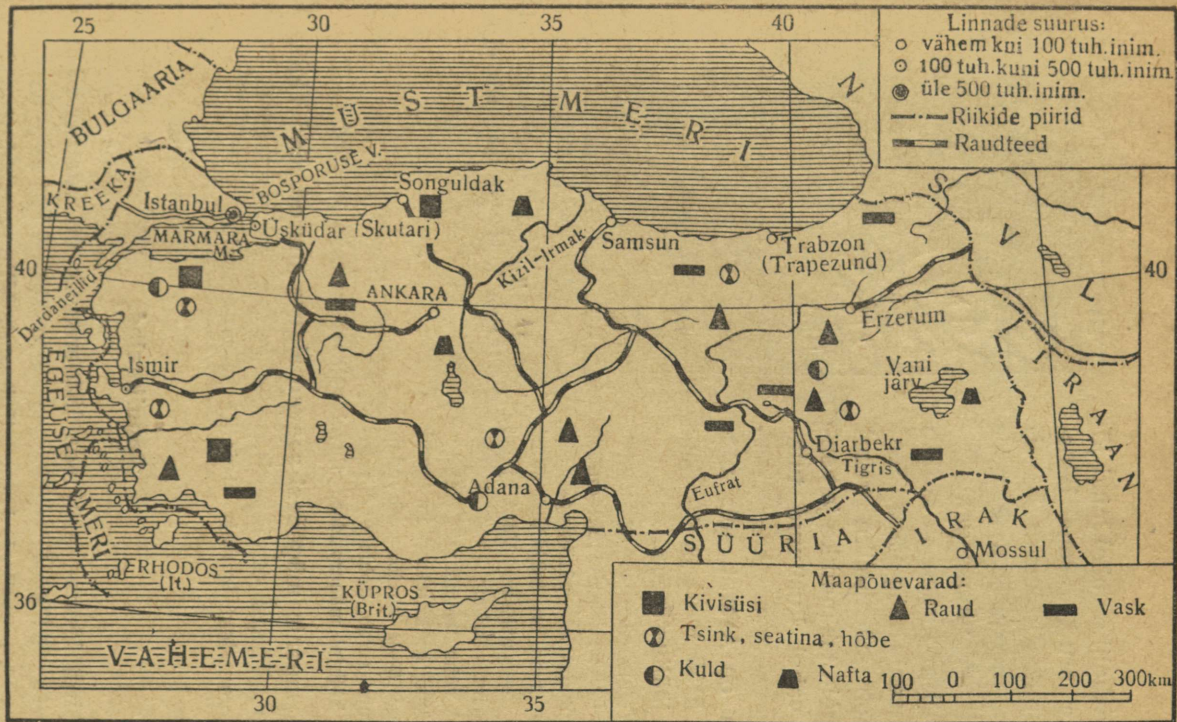 25
30
35
40
Linnade suurus:
vähem kui 100 tuh.inim.
100 tuh.kuni 500 tuh.inim.
üle 500 tuh.inim.
Riikide piirid
Raudteed
BULGAARIA
MUST MERI
N.
S V L
KREEKA
Istanbul
BOSPORUSE V.
Songuldak
Üsküdar (Skutari)
MARMARA
M.
Samsun
Trabzon
(Trapezund)
Kizil-Irmak
40
40
Dardanellid
ANKARA
Erzerum
EGEUSE MERI
Ismir
Vani
järv
IRAAN
Diarbekr
Tigris
Adana
Eufrat
SÜÜRIA
IRAK
Mossul
RHODOS
(It.)
KÜPROS
(Brit.)
36
VAHEMERI
30
35
Maapõuevarad:
Kivisüsi
Raud
Vask
Tsink, seatina, hõbe
Kuld
Nafta
100 0 100 200 300km